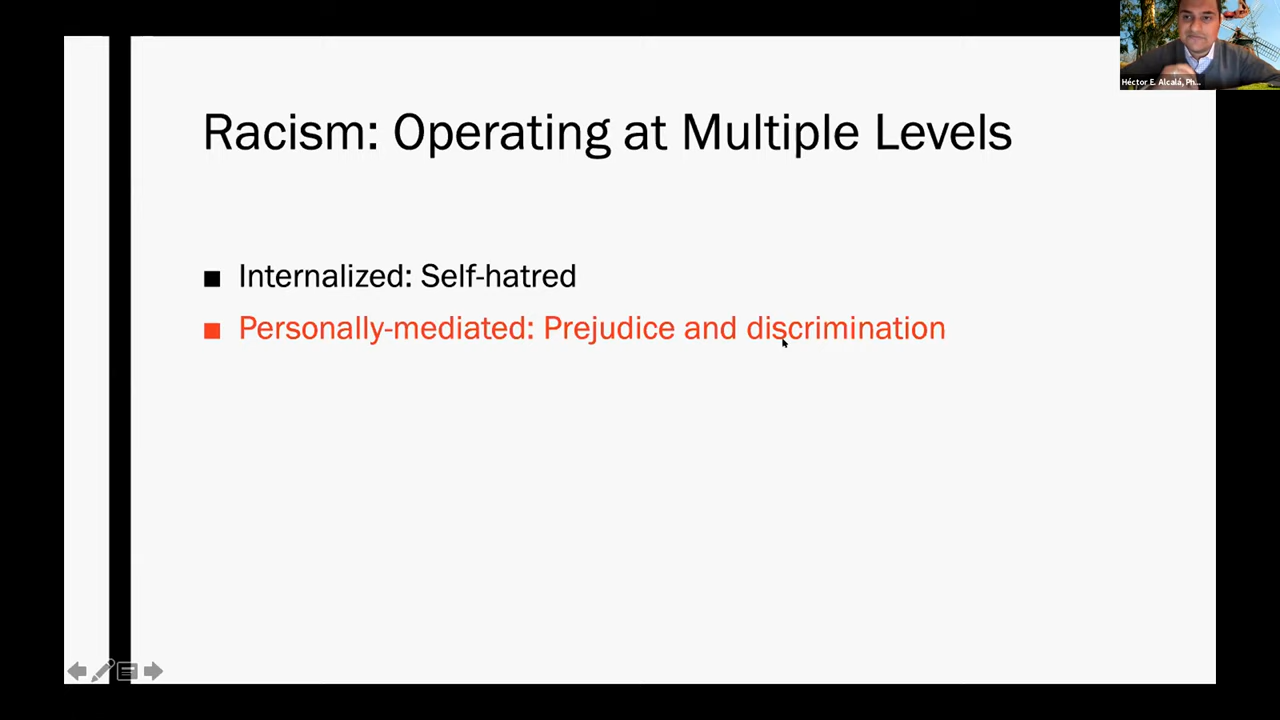 Héctor E. Alcalá, Ph...
Racism: Operating at Multiple Levels
■ Internalized: Self-hatred
■ Personally-mediated: Prejudice and discrimination